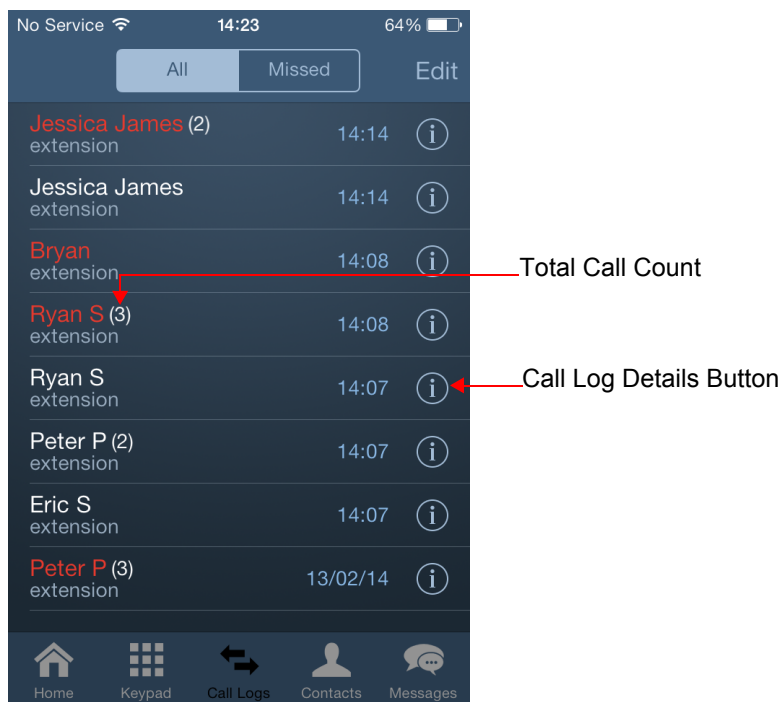 No Service 14:23 64%
All Missed Edit
Jessica James (2)
extension
14:14
Jessica James
extension
14:14
Bryan
extension
14:08
Total Call Count
Ryan S (3)
extension
14:08
Ryan S
extension
14:07
Call Log Details Button
Peter P (2)
extension
14:07
Eric S
extension
14:07
Peter P (3)
extension
13/02/14
Home Keypad Call Logs Contacts Messages